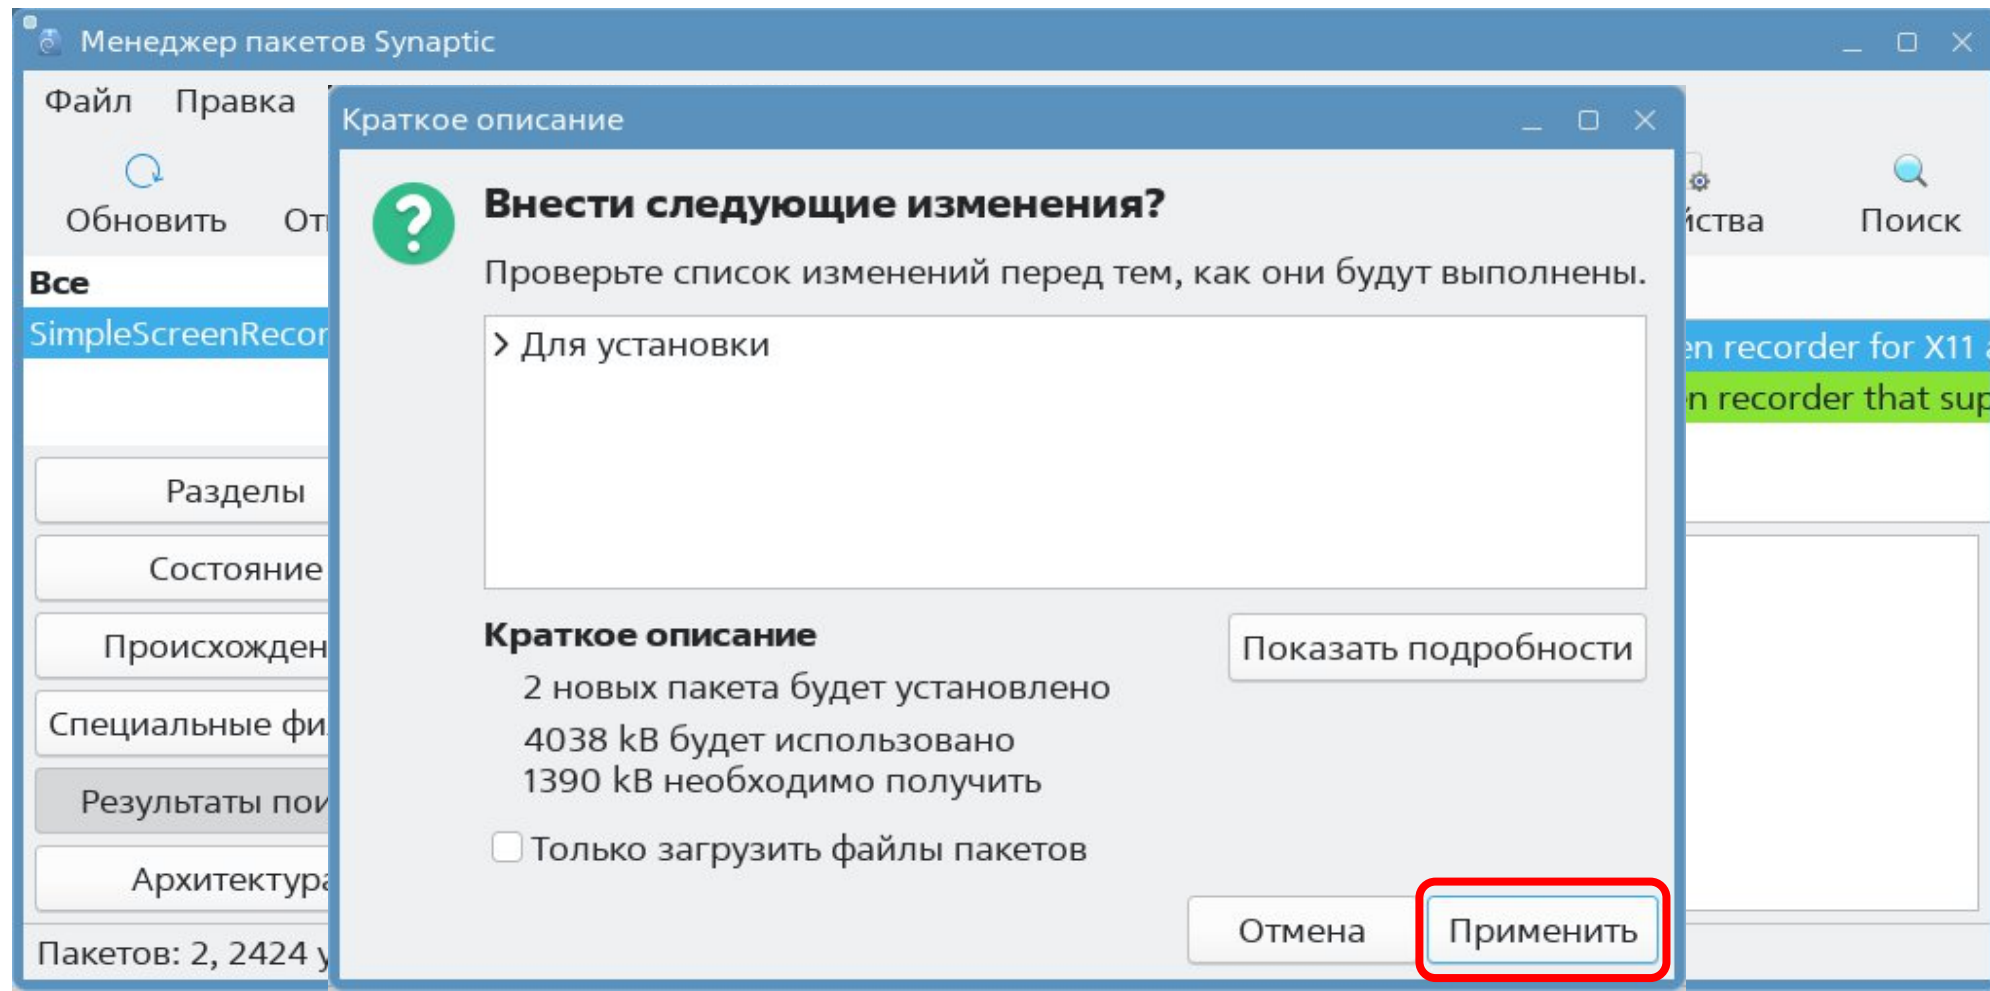 Менеджер пакетов Synaptic
Файл Правка
Краткое описание
Обновить
Поиск
Внести следующие изменения?
Проверьте список изменений перед тем, как они будут выполнены.
Все
SimpleScreenRecor
Для установки
en recorder for X11
n recorder that sup
Разделы
Состояние
Происхожден
Специальные фи
Результаты пои
Архитектура
Краткое описание
Показать подробности
2 новых пакета будет установлено
4038 kB будет использовано
1390 kB необходимо получить
Только загрузить файлы пакетов
Отмена
Применить
Пакетов: 2, 2424 у